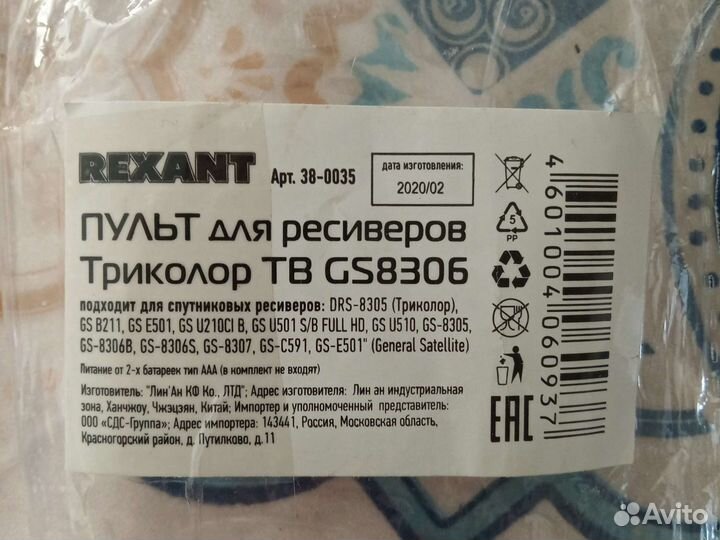 REXANT
Арт. 38-0035
дата изготовления:
2020/02
ПУЛЬТ для ресиверов
Триколор ТВ GS8306
подходит для спутниковых ресиверов: DRS-8305 (Триколор),
GS B211, GS E501, GS U210CI B, GS U501 S/B FULL HD, GS U510, GS-8305,
GS-8306B, GS-8306S, GS-8307, GS-C591, GS-E501" (General Satellite)
Питание от 2-х батареек тип ААА (в комплект не входят)
Изготовитель: "Лин'Ан КФ Ко., ЛТД"; Адрес изготовителя: Лин ан индустриальная
зона, Ханчжоу, Чжэцзян, Китай; Импортер и уполномоченный представитель:
ООО «СДС-Группа»; Адрес импортера: 143441, Россия, Московская область,
Красногорский район, д. Путилково, д.11
5
PP
EAC
4601004060937
Avito